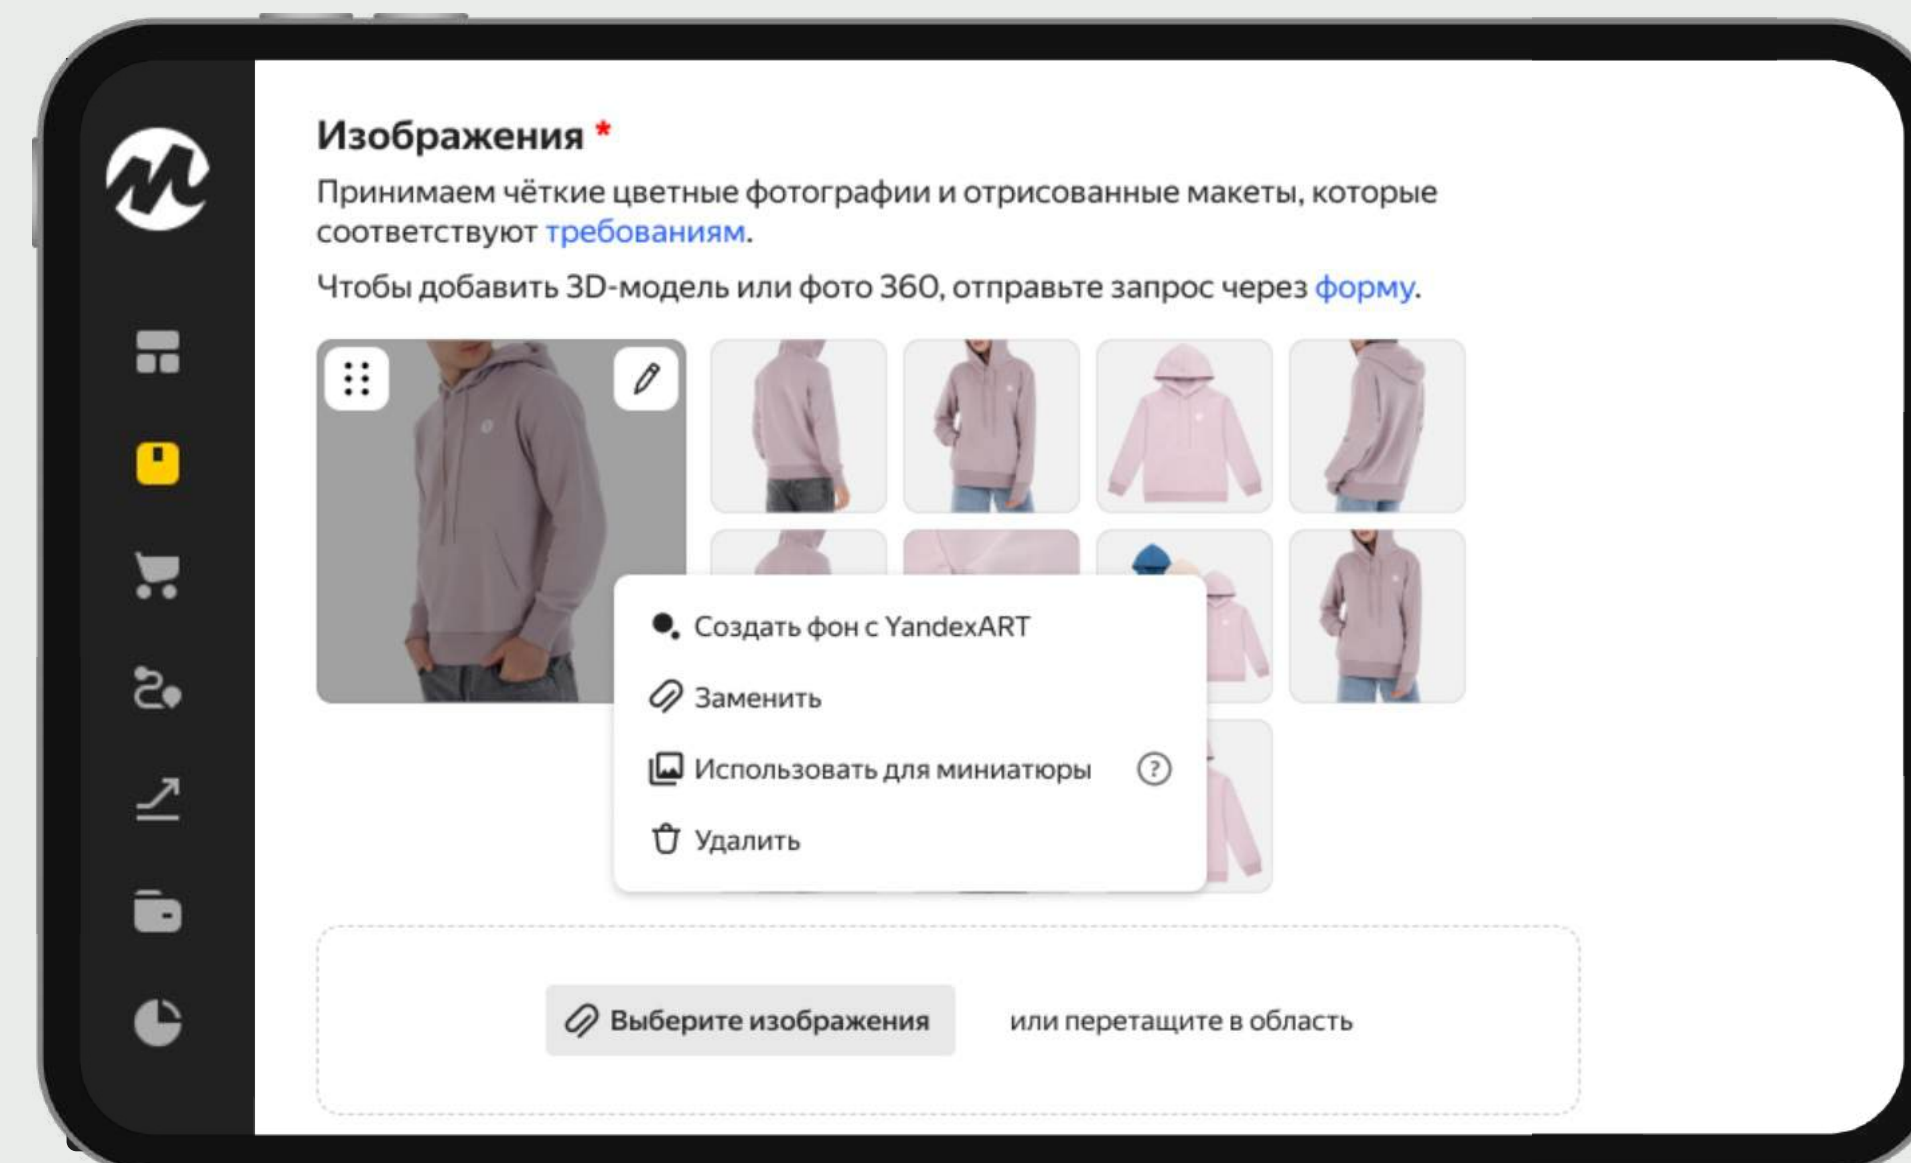 Изображения *
Принимаем чёткие цветные фотографии и отрисованные макеты, которые
соответствуют требованиям.
Чтобы добавить 3D-модель или фото 360, отправьте запрос через форму.
Создать фон с YandexART
Заменить
Использовать для миниатюры ?
Удалить
Выберите изображения или перетащите в область